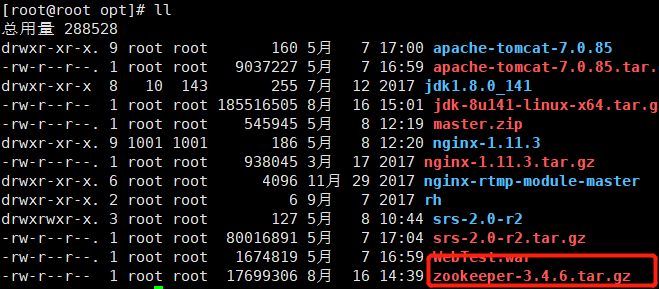 [root@root opt]# ll
总用量 288528
drwxr-xr-x. 9 root root 160 5月 7 17:00 apache-tomcat-7.0.85
-rw-r--r--. 1 root root 9037227 5月 7 16:59 apache-tomcat-7.0.85.tar.
drwxr-xr-x 8 10 143 255 7月 12 2017 jdk1.8.0_141
-rw-r--r-- 1 root root 185516505 8月 16 15:01 jdk-8u141-linux-x64.tar.g
-rw-r--r--. 1 root root 545945 5月 8 12:19 master.zip
drwxr-xr-x. 9 1001 1001 186 5月 8 12:20 nginx-1.11.3
-rw-r--r--. 1 root root 938045 3月 17 2017 nginx-1.11.3.tar.gz
drwxr-xr-x. 6 root root 4096 11月 29 2017 nginx-rtmp-module-master
drwxr-xr-x. 2 root root 6 9月 7 2017 rh
drwxrwxr-x. 3 root root 127 5月 8 10:44 srs-2.0-r2
-rw-r--r--. 1 root root 80016891 5月 7 17:04 srs-2.0-r2.tar.gz
-rw-r--r--. 1 root root 1674819 5月 7 16:59 WebTest.war
-rw-r--r-- 1 root root 17699306 8月 16 14:39 zookeeper-3.4.6.tar.gz